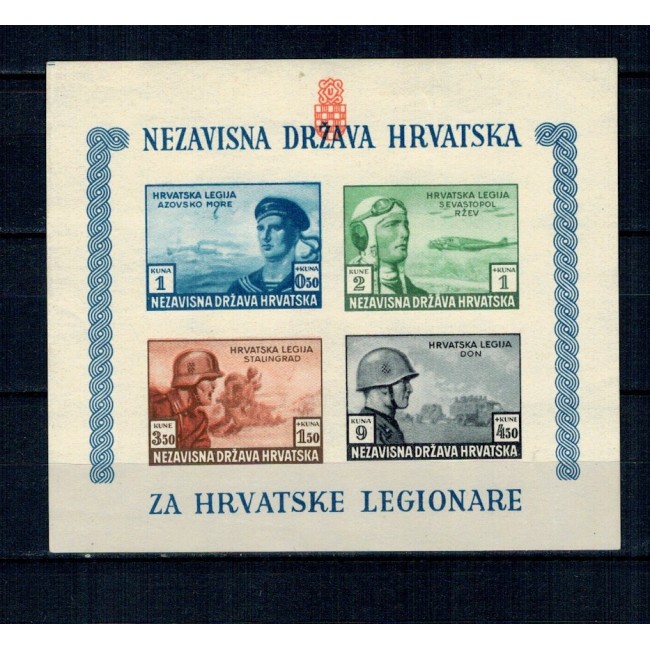 U
NEZAVISNA DRŽAVA HRVATSKA
HRVATSKA LEGIJA
AZOVSKO MORE
KUNA
1
+KUNA
0'50
NEZAVISNA DRŽAVA HRVATSKA
HRVATSKA LEGIJA
SEVASTOPOL
RŽEV
KUNE
2
+KUNA
1
NEZAVISNA DRŽAVA HRVATSKA
HRVATSKA LEGIJA
STALINGRAD
KUNE
3'50
+KUNA
1'50
NEZAVISNA DRŽAVA HRVATSKA
HRVATSKA LEGIJA
DON
KUNA
9
+KUNE
4'50
NEZAVISNA DRŽAVA HRVATSKA
ZA HRVATSKE LEGIONARE